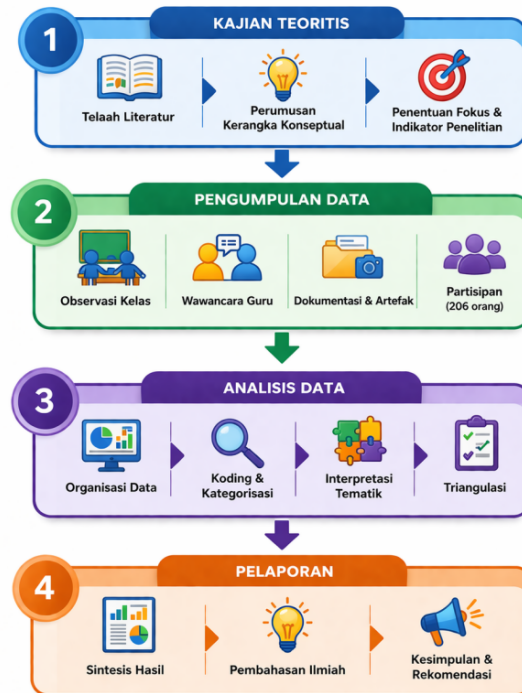 1
KAJIAN TEORITIS
Telaah Literatur
Perumusan
Kerangka Konseptual
Penentuan Fokus &
Indikator Penelitian
2
PENGUMPULAN DATA
Observasi Kelas
Wawancara Guru
Dokumentasi & Artefak
Partisipan
(206 orang)
3
ANALISIS DATA
Organisasi Data
Koding &
Kategorisasi
Interpretasi
Tematik
Triangulasi
4
PELAPORAN
Sintesis Hasil
Pembahasan Ilmiah
Kesimpulan &
Rekomendasi